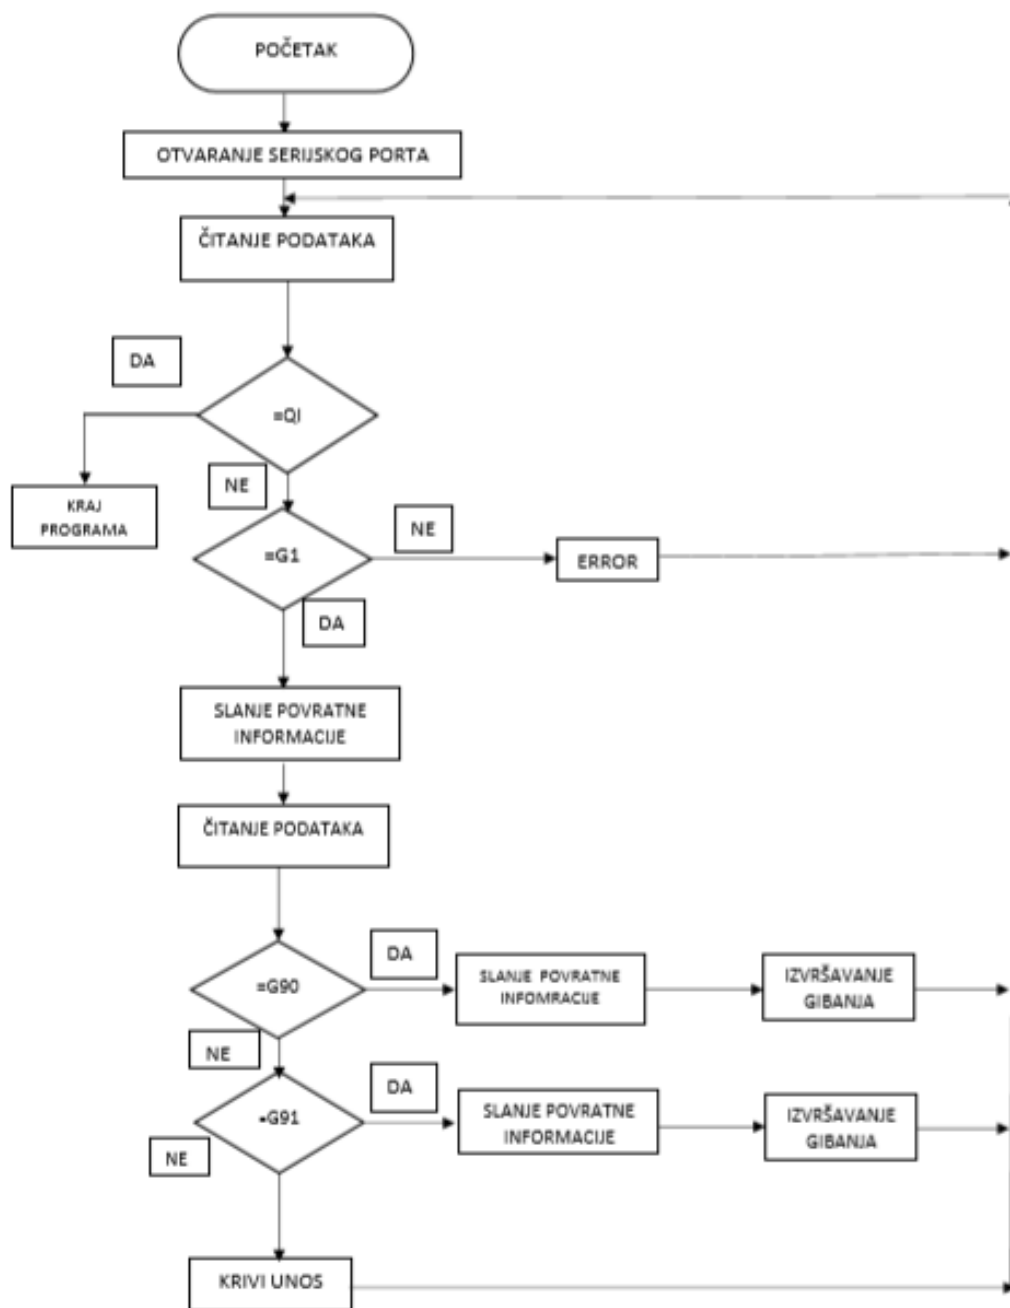 POČETAK
OTVARANJE SERIJSKOG PORTA
ČITANJE PODATAKA
DA
=QI
NE
KRAJ
PROGRAMA
=G1
NE
ERROR
DA
SLANJE POVRATNE
INFORMACIJE
ČITANJE PODATAKA
=G90
DA
SLANJE POVRATNE
INFOMRACIJE
IZVRŠAVANJE
GIBANJA
NE
=G91
DA
SLANJE POVRATNE
INFORMACIJE
IZVRŠAVANJE
GIBANJA
NE
KRIVI UNOS